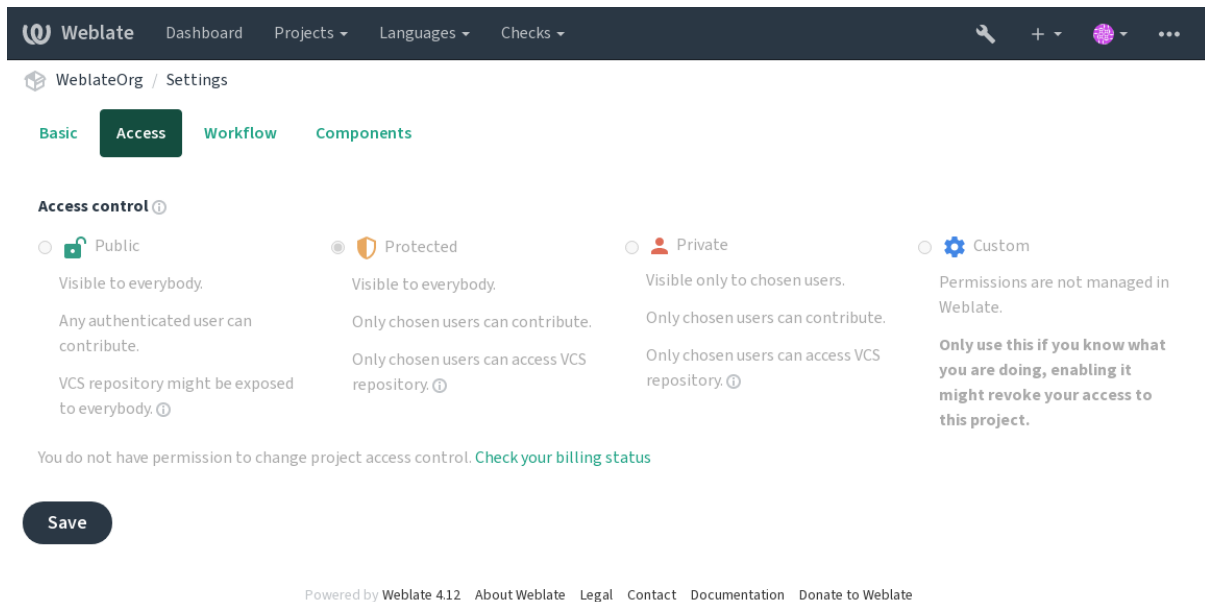 Weblate Dashboard Projects Languages Checks
WeblateOrg / Settings
Basic Access Workflow Components
Access control
Public
Visible to everybody.
Any authenticated user can
contribute.
VCS repository might be exposed
to everybody.
Protected
Visible to everybody.
Only chosen users can contribute.
Only chosen users can access VCS
repository.
Private
Visible only to chosen users.
Only chosen users can contribute.
Only chosen users can access VCS
repository.
Custom
Permissions are not managed in
Weblate.
Only use this if you know what
you are doing, enabling it
might revoke your access to
this project.
You do not have permission to change project access control. Check your billing status
Save
Powered by Weblate 4.12 About Weblate Legal Contact Documentation Donate to Weblate